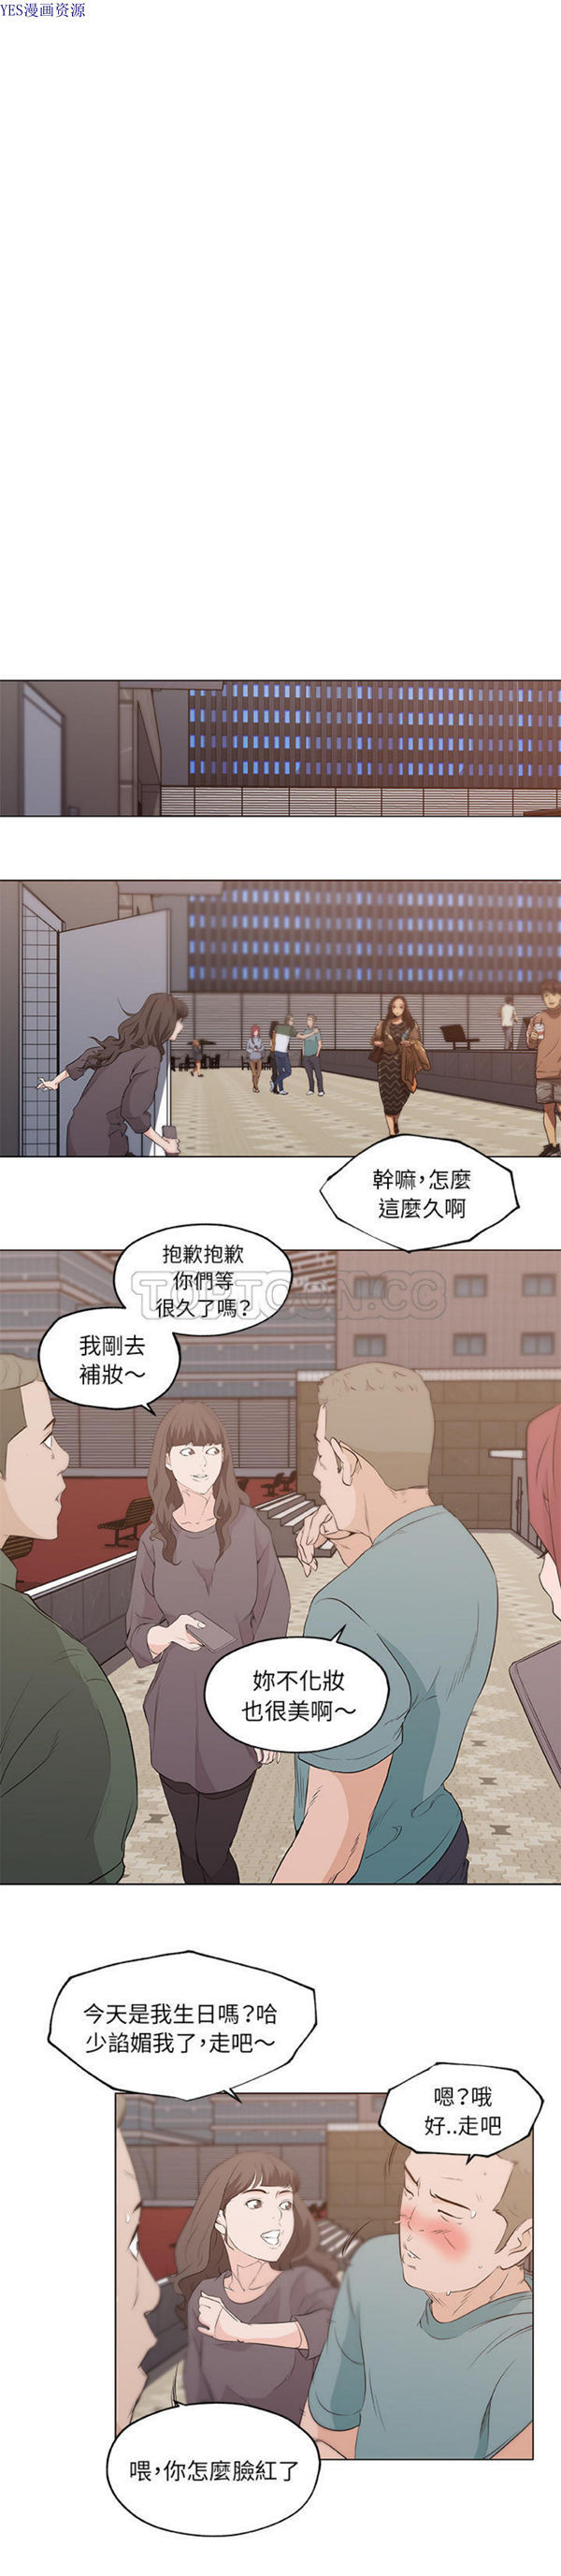 YES漫画资源
幹嘛，怎麼
這麼久啊
抱歉抱歉
你們等
很久了嗎？
TOPTOON.CC
我剛去
補妝～
妳不化妝
也很美啊～
今天是我生日嗎？哈
少諂媚我了，走吧～
嗯？哦
好..走吧
喂，你怎麼臉紅了